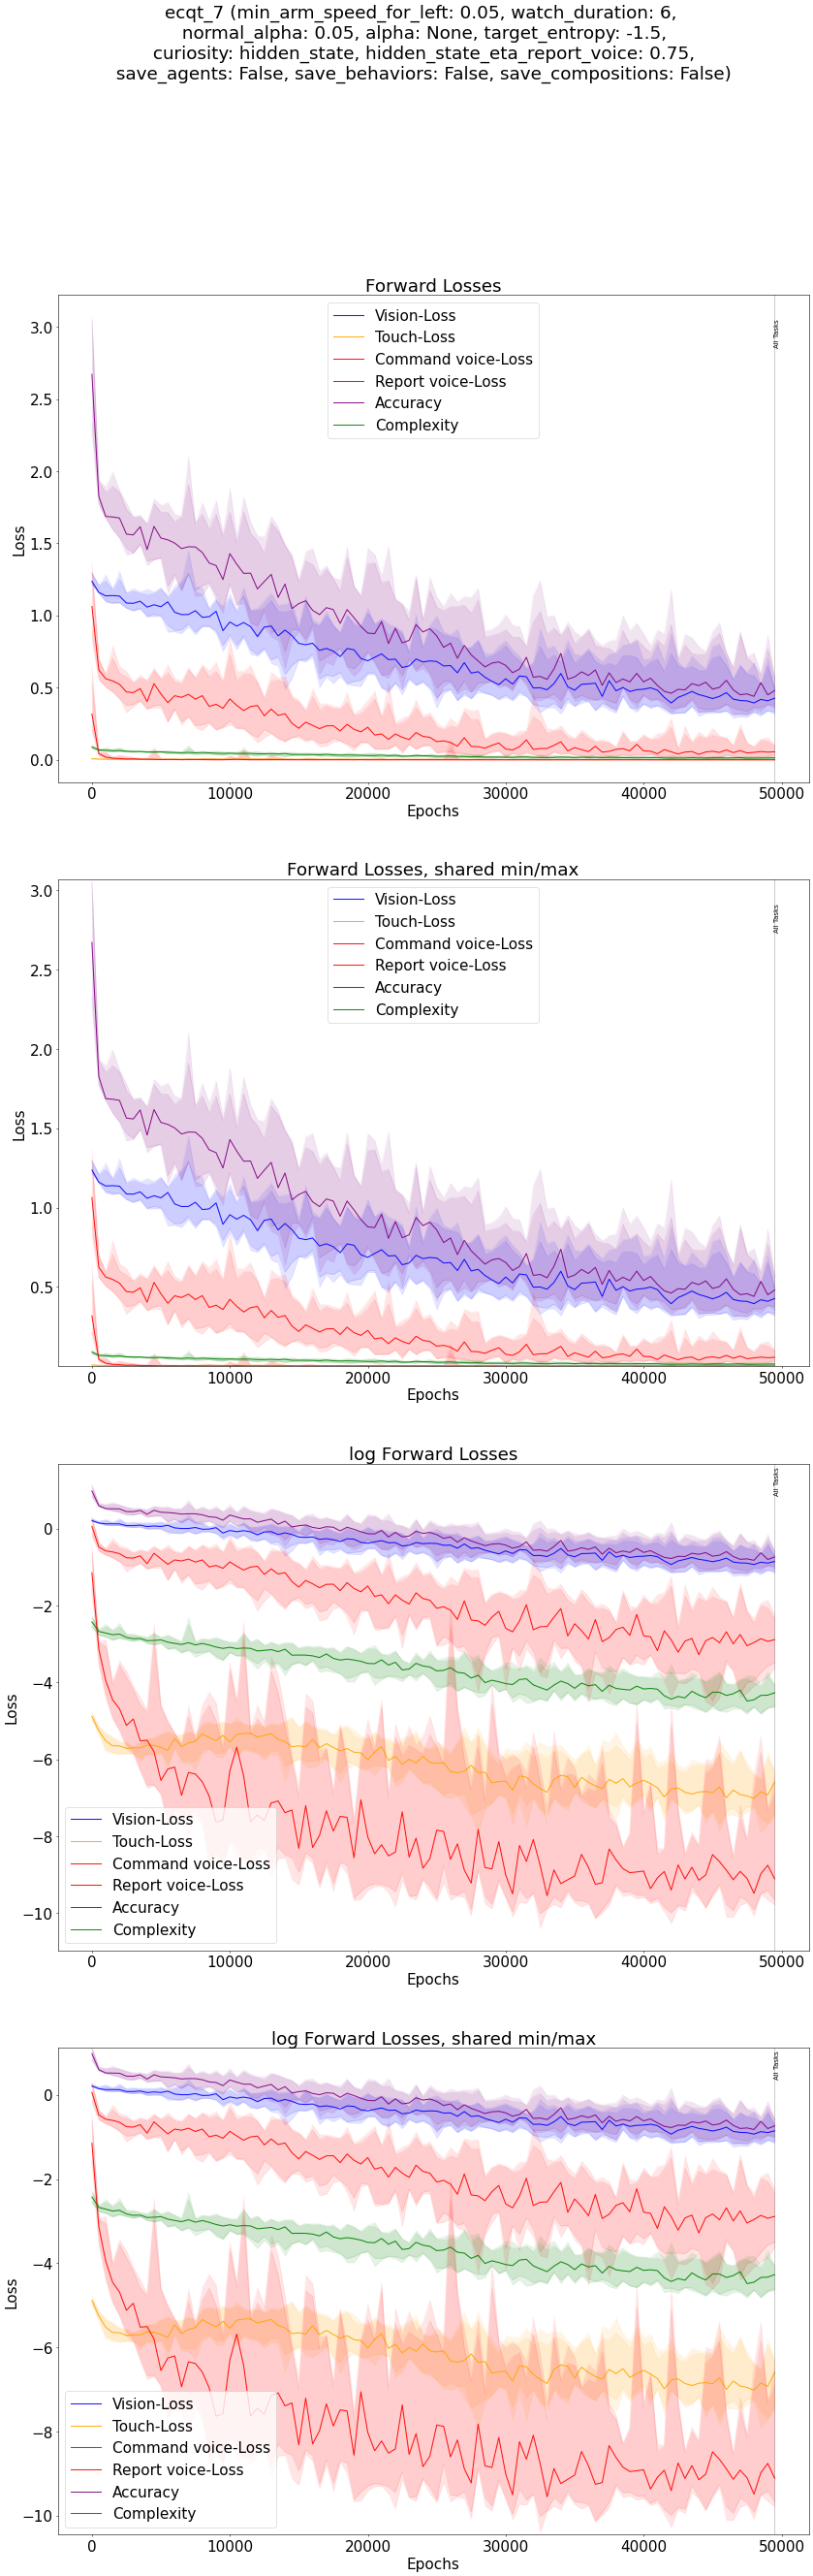 ecqt_7 (min_arm_speed_for_left: 0.05, watch_duration: 6,
normal_alpha: 0.05, alpha: None, target_entropy: -1.5,
curiosity: hidden_state, hidden_state_eta_report_voice: 0.75,
save_agents: False, save_behaviors: False, save_compositions: False)
Forward Losses
Vision-Loss
Touch-Loss
Command voice-Loss
Report voice-Loss
Accuracy
Complexity
All Tasks
3.0
2.5
2.0
1.5
1.0
0.5
0.0
Loss
0 10000 20000 30000 40000 50000
Epochs
Forward Losses, shared min/max
Vision-Loss
Touch-Loss
Command voice-Loss
Report voice-Loss
Accuracy
Complexity
All Tasks
3.0
2.5
2.0
1.5
1.0
0.5
Loss
0 10000 20000 30000 40000 50000
Epochs
log Forward Losses
All Tasks
0
−2
−4
−6
−8
−10
Loss
Vision-Loss
Touch-Loss
Command voice-Loss
Report voice-Loss
Accuracy
Complexity
0 10000 20000 30000 40000 50000
Epochs
log Forward Losses, shared min/max
All Tasks
0
−2
−4
−6
−8
−10
Loss
Vision-Loss
Touch-Loss
Command voice-Loss
Report voice-Loss
Accuracy
Complexity
0 10000 20000 30000 40000 50000
Epochs